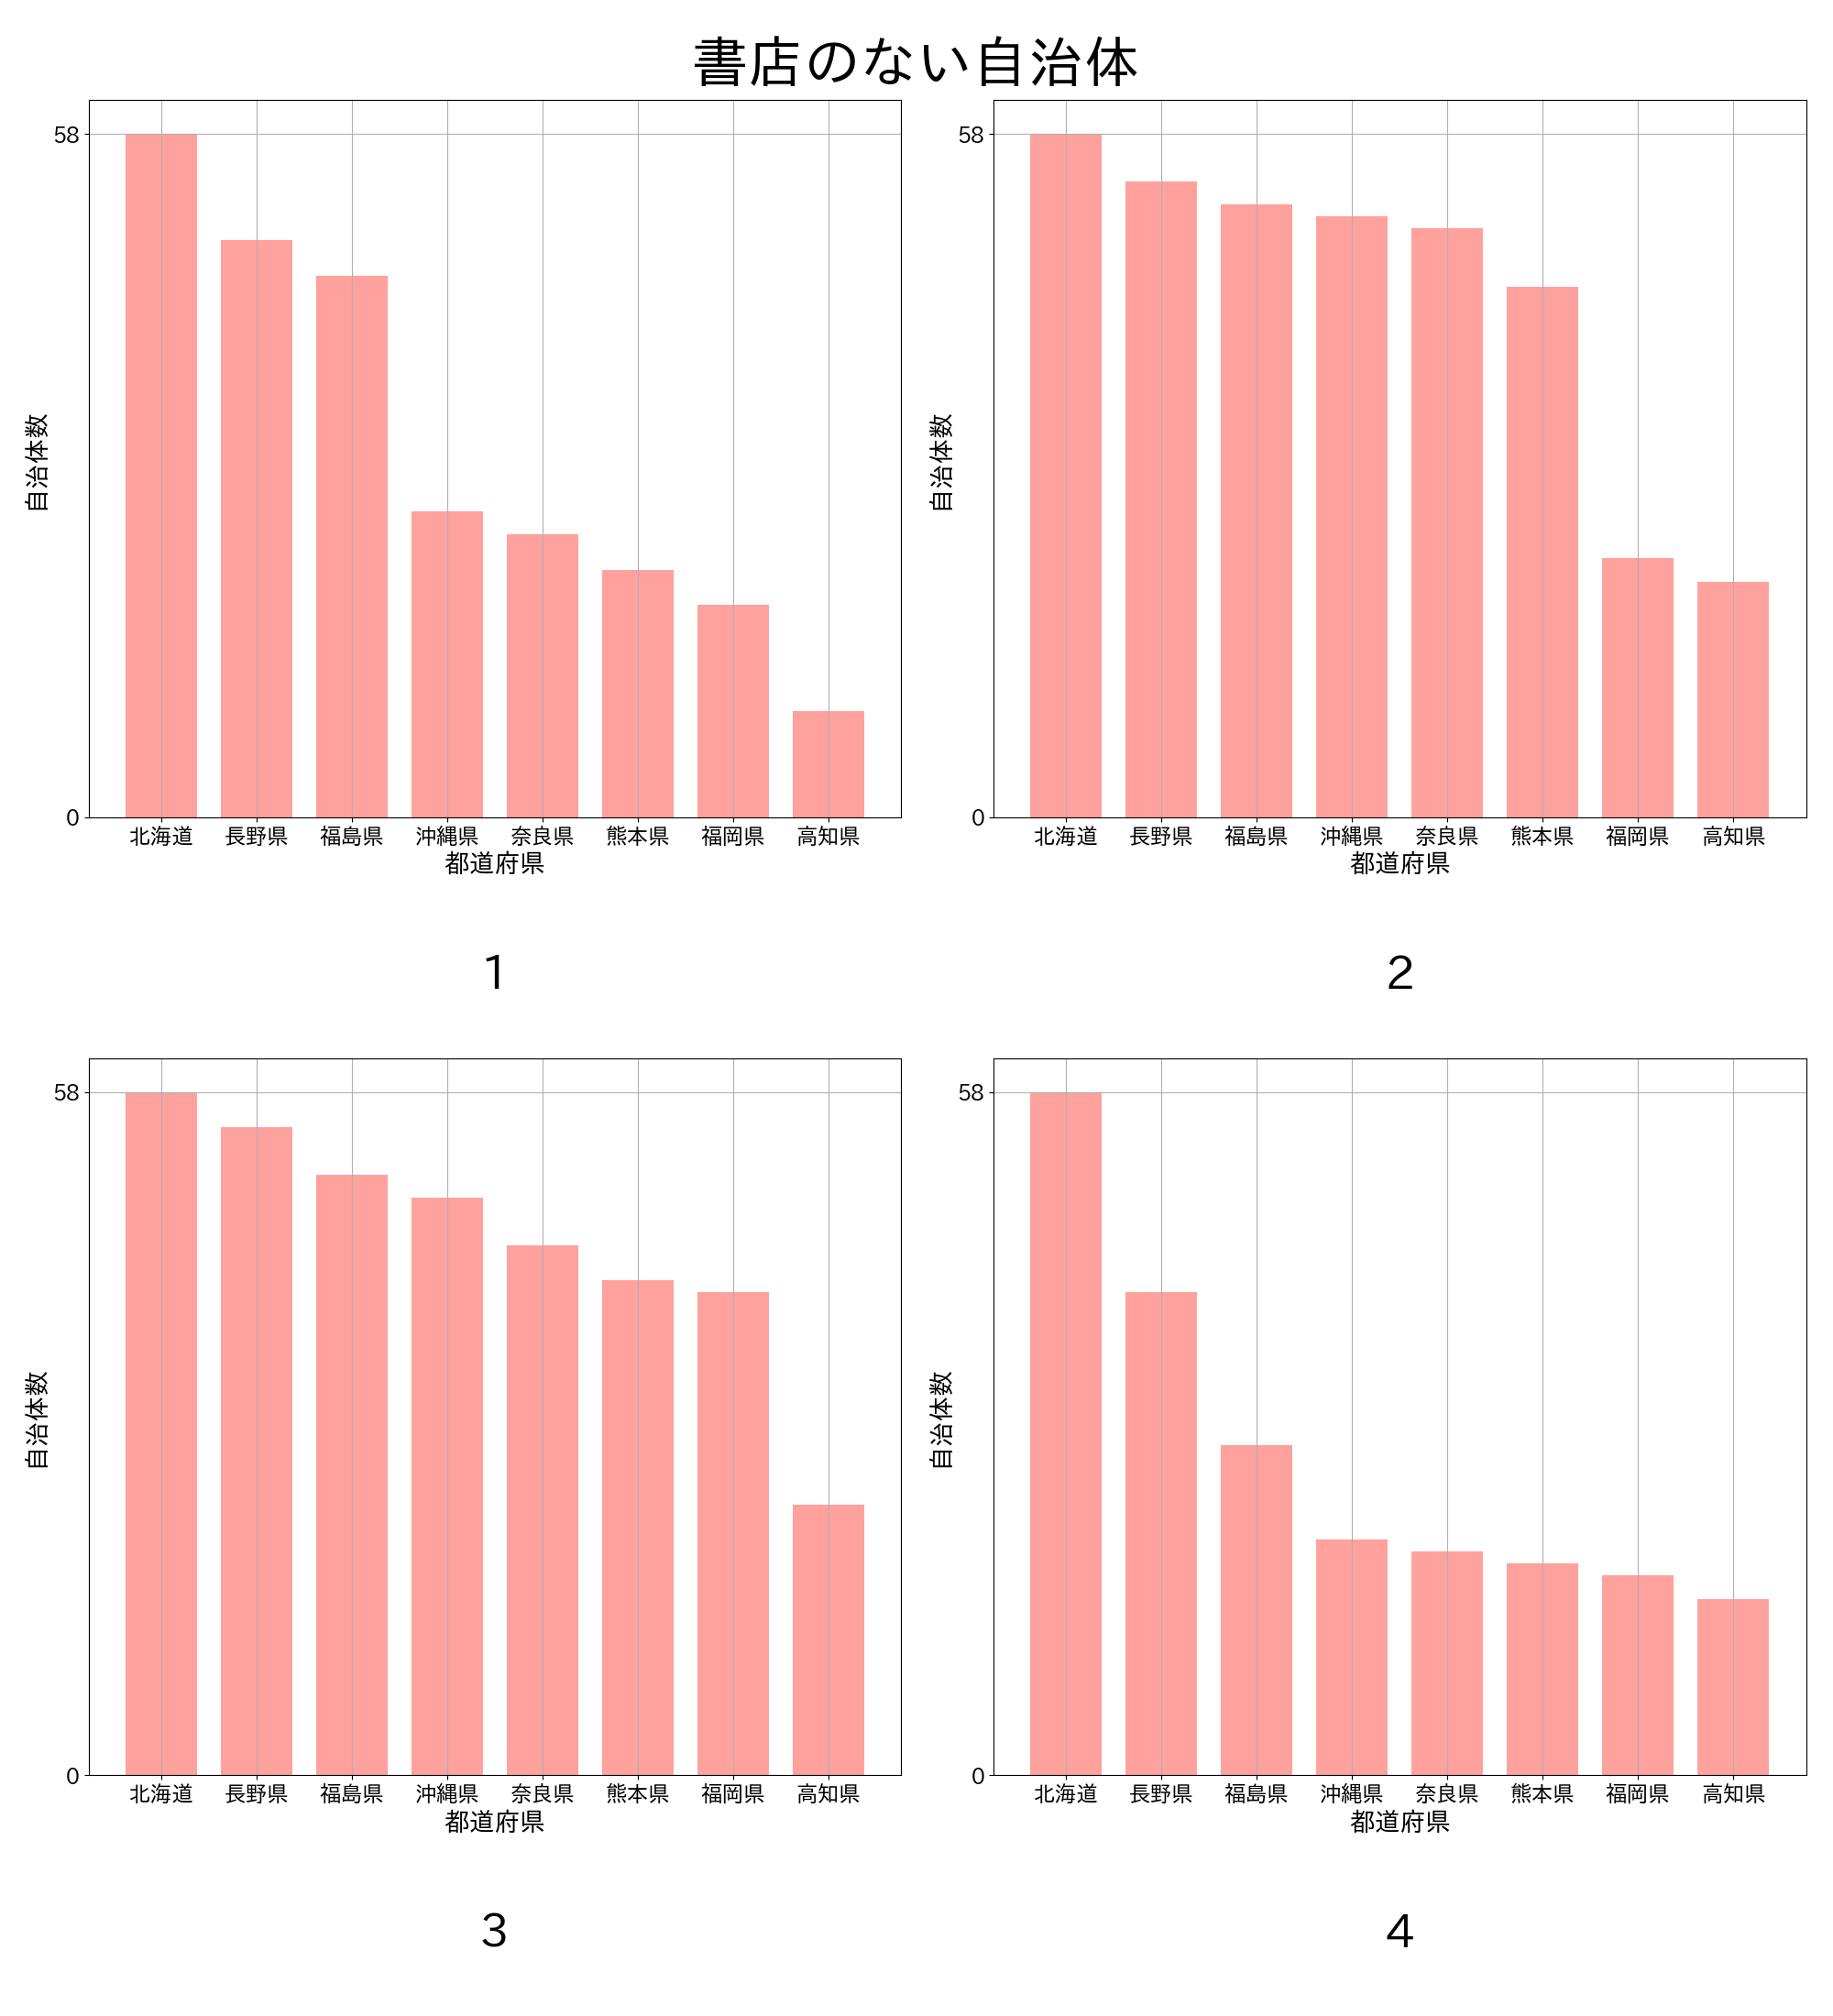 書店のない自治体
58
0
自治体数
北海道 長野県 福島県 沖縄県 奈良県 熊本県 福岡県 高知県
都道府県
1
58
0
自治体数
北海道 長野県 福島県 沖縄県 奈良県 熊本県 福岡県 高知県
都道府県
2
58
0
自治体数
北海道 長野県 福島県 沖縄県 奈良県 熊本県 福岡県 高知県
都道府県
3
58
0
自治体数
北海道 長野県 福島県 沖縄県 奈良県 熊本県 福岡県 高知県
都道府県
4